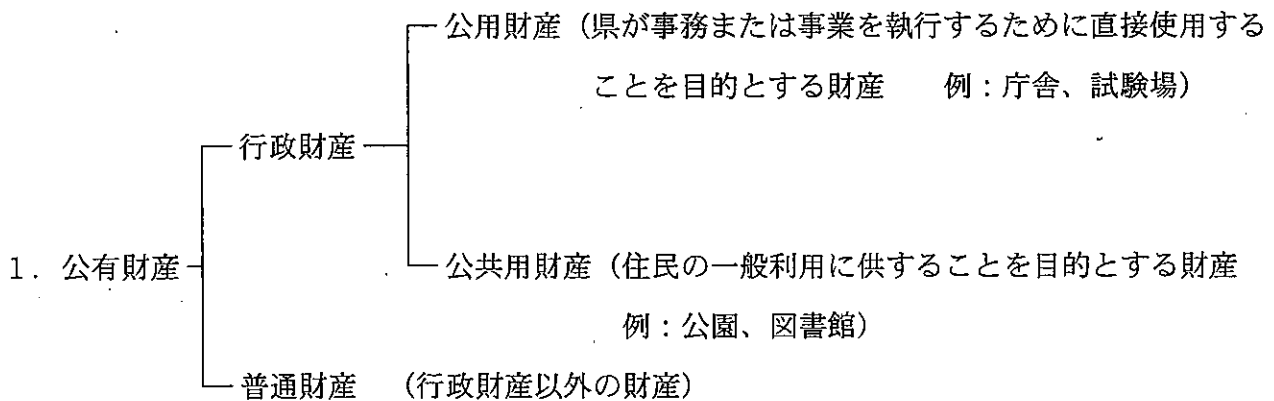 公用財産（県が事務または事業を執行するために直接使用する
ことを目的とする財産　　例：庁舎、試験場）
行政財産
1．公有財産
公共用財産（住民の一般利用に供することを目的とする財産
例：公園、図書館）
普通財産　（行政財産以外の財産）